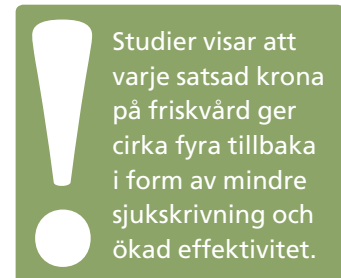 Studier visar att
varje satsad krona
på friskvård ger
cirka fyra tillbaka
i form av mindre
sjukskrivning och
ökad effektivitet.